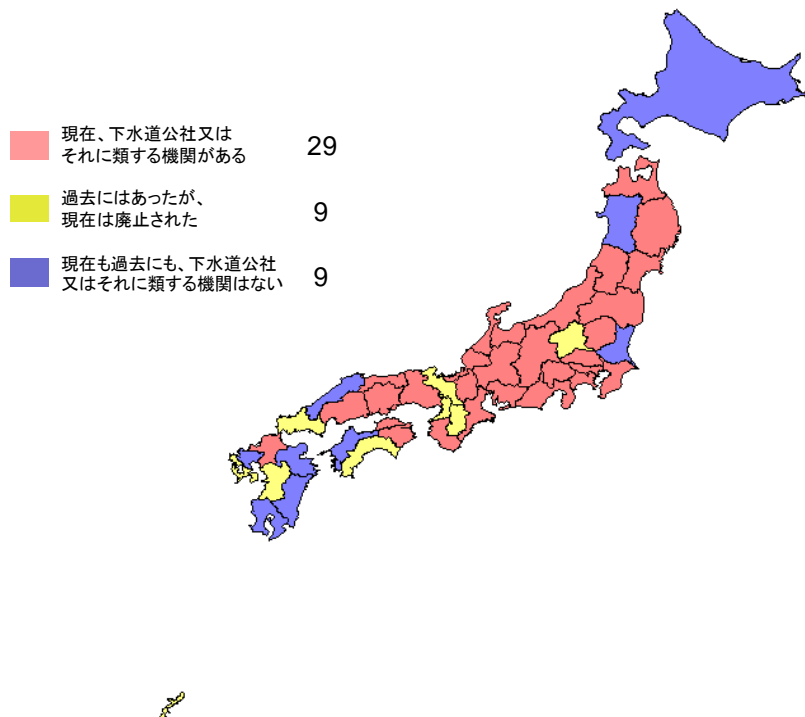 現在、下水道公社又は
それに類する機関がある 29
過去にはあったが、
現在は廃止された 9
現在も過去にも、下水道公社
又はそれに類する機関はない 9